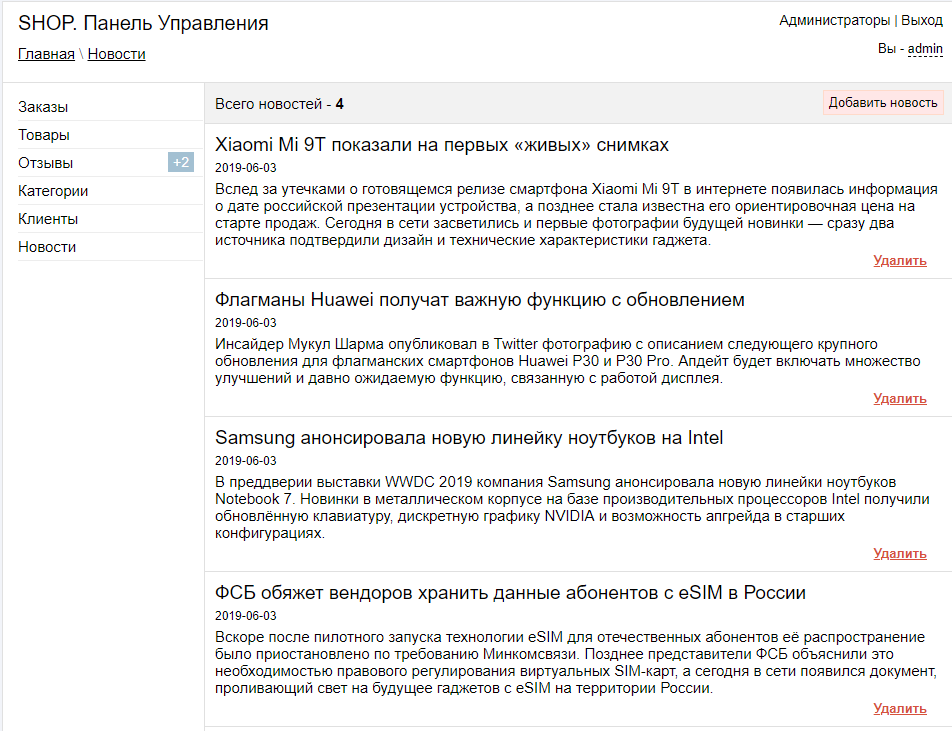 SHOP. Панель Управления
Администраторы | Выход
Главная \ Новости
Вы - admin
Заказы
Товары
Отзывы +2
Категории
Клиенты
Новости
Всего новостей - 4
Добавить новость
Xiaomi Mi 9T показали на первых «живых» снимках
2019-06-03
Вслед за утечками о готовящемся релизе смартфона Xiaomi Mi 9T в интернете появилась информация
о дате российской презентации устройства, а позднее стала известна его ориентировочная цена на
старте продаж. Сегодня в сети засветились и первые фотографии будущей новинки — сразу два
источника подтвердили дизайн и технические характеристики гаджета.
Удалить
Флагманы Huawei получат важную функцию с обновлением
2019-06-03
Инсайдер Мукул Шарма опубликовал в Twitter фотографию с описанием следующего крупного
обновления для флагманских смартфонов Huawei P30 и P30 Pro. Апдейт будет включать множество
улучшений и давно ожидаемую функцию, связанную с работой дисплея.
Удалить
Samsung анонсировала новую линейку ноутбуков на Intel
2019-06-03
В преддверии выставки WWDC 2019 компания Samsung анонсировала новую линейки ноутбуков
Notebook 7. Новинки в металлическом корпусе на базе производительных процессоров Intel получили
обновлённую клавиатуру, дискретную графику NVIDIA и возможность апгрейда в старших
конфигурациях.
Удалить
ФСБ обяжет вендоров хранить данные абонентов с eSIM в России
2019-06-03
Вскоре после пилотного запуска технологии eSIM для отечественных абонентов её распространение
было приостановлено по требованию Минкомсвязи. Позднее представители ФСБ объяснили это
необходимостью правового регулирования виртуальных SIM-карт, а сегодня в сети появился документ,
проливающий свет на будущее гаджетов с eSIM на территории России.
Удалить